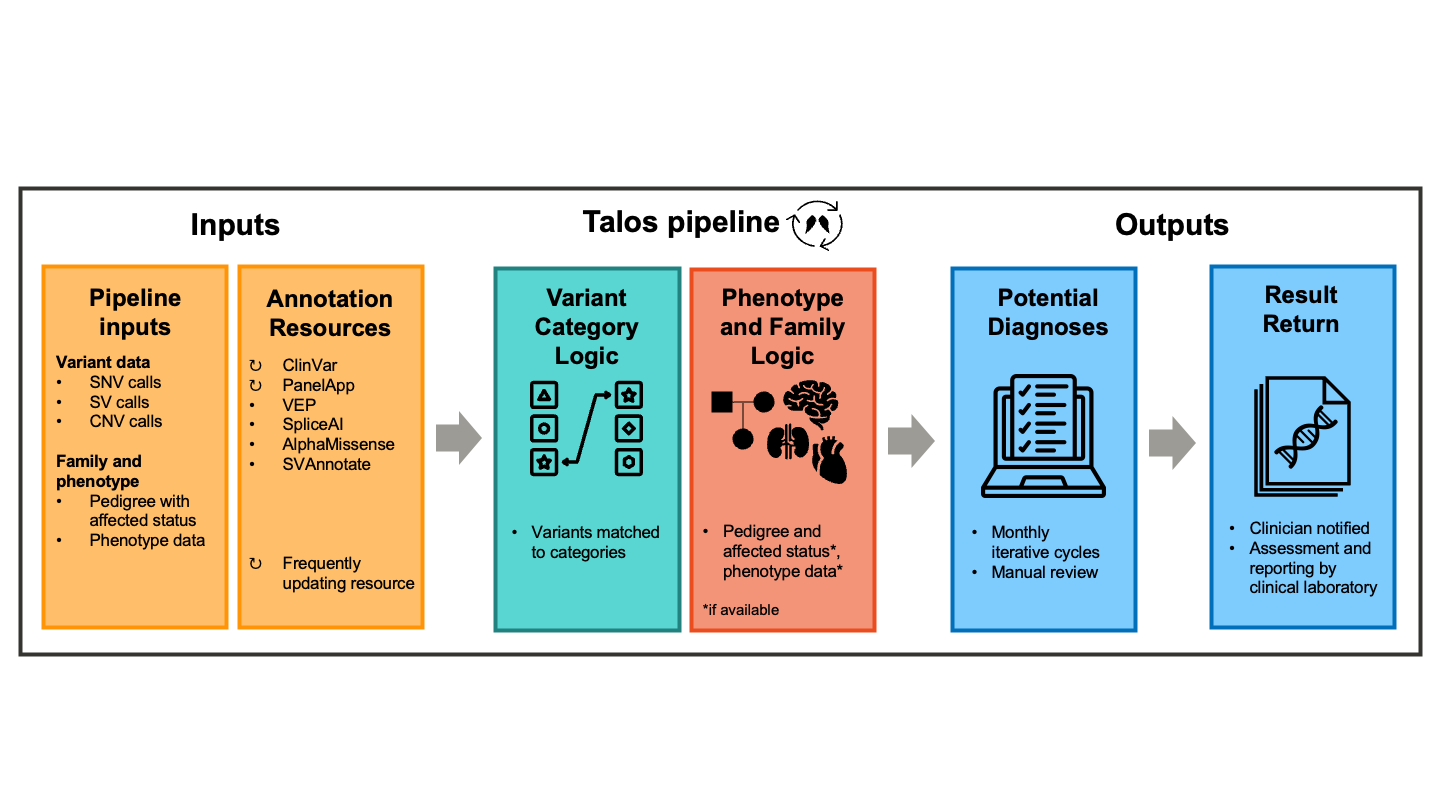 Inputs
Talos pipeline
Outputs
Pipeline
inputs
Variant data
• SNV calls
• SV calls
• CNV calls
Family and
phenotype
• Pedigree with
affected status
• Phenotype data
Annotation
Resources
↻ ClinVar
↻ PanelApp
• VEP
• SpliceAI
• AlphaMissense
• SVAnnotate
↻ Frequently
updating resource
Variant
Category
Logic
• Variants matched
to categories
Phenotype
and Family
Logic
• Pedigree and
affected status*,
phenotype data*
*if available
Potential
Diagnoses
• Monthly
iterative cycles
• Manual review
Result
Return
• Clinician notified
• Assessment and
reporting by
clinical laboratory